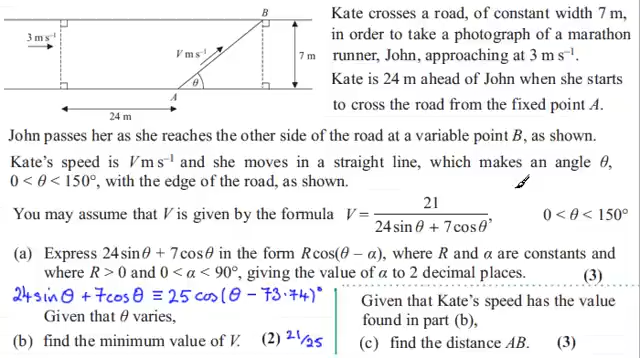 B
3 m s⁻¹
V m s⁻¹
7 m
θ
A
24 m
Kate crosses a road, of constant width 7 m,
in order to take a photograph of a marathon
runner, John, approaching at 3 m s⁻¹.
Kate is 24 m ahead of John when she starts
to cross the road from the fixed point A.
John passes her as she reaches the other side of the road at a variable point B, as shown.
Kate's speed is V m s⁻¹ and she moves in a straight line, which makes an angle θ,
0 < θ < 150°, with the edge of the road, as shown.
You may assume that V is given by the formula V = 21 / (24 sin θ + 7 cos θ), 0 < θ < 150°
(a) Express 24 sin θ + 7 cos θ in the form R cos(θ − α), where R and α are constants and
where R > 0 and 0 < α < 90°, giving the value of α to 2 decimal places. (3)
24 sin θ + 7 cos θ ≡ 25 cos (θ − 73.74)°
Given that θ varies,
(b) find the minimum value of V. (2) 21/25
Given that Kate's speed has the value
found in part (b),
(c) find the distance AB. (3)